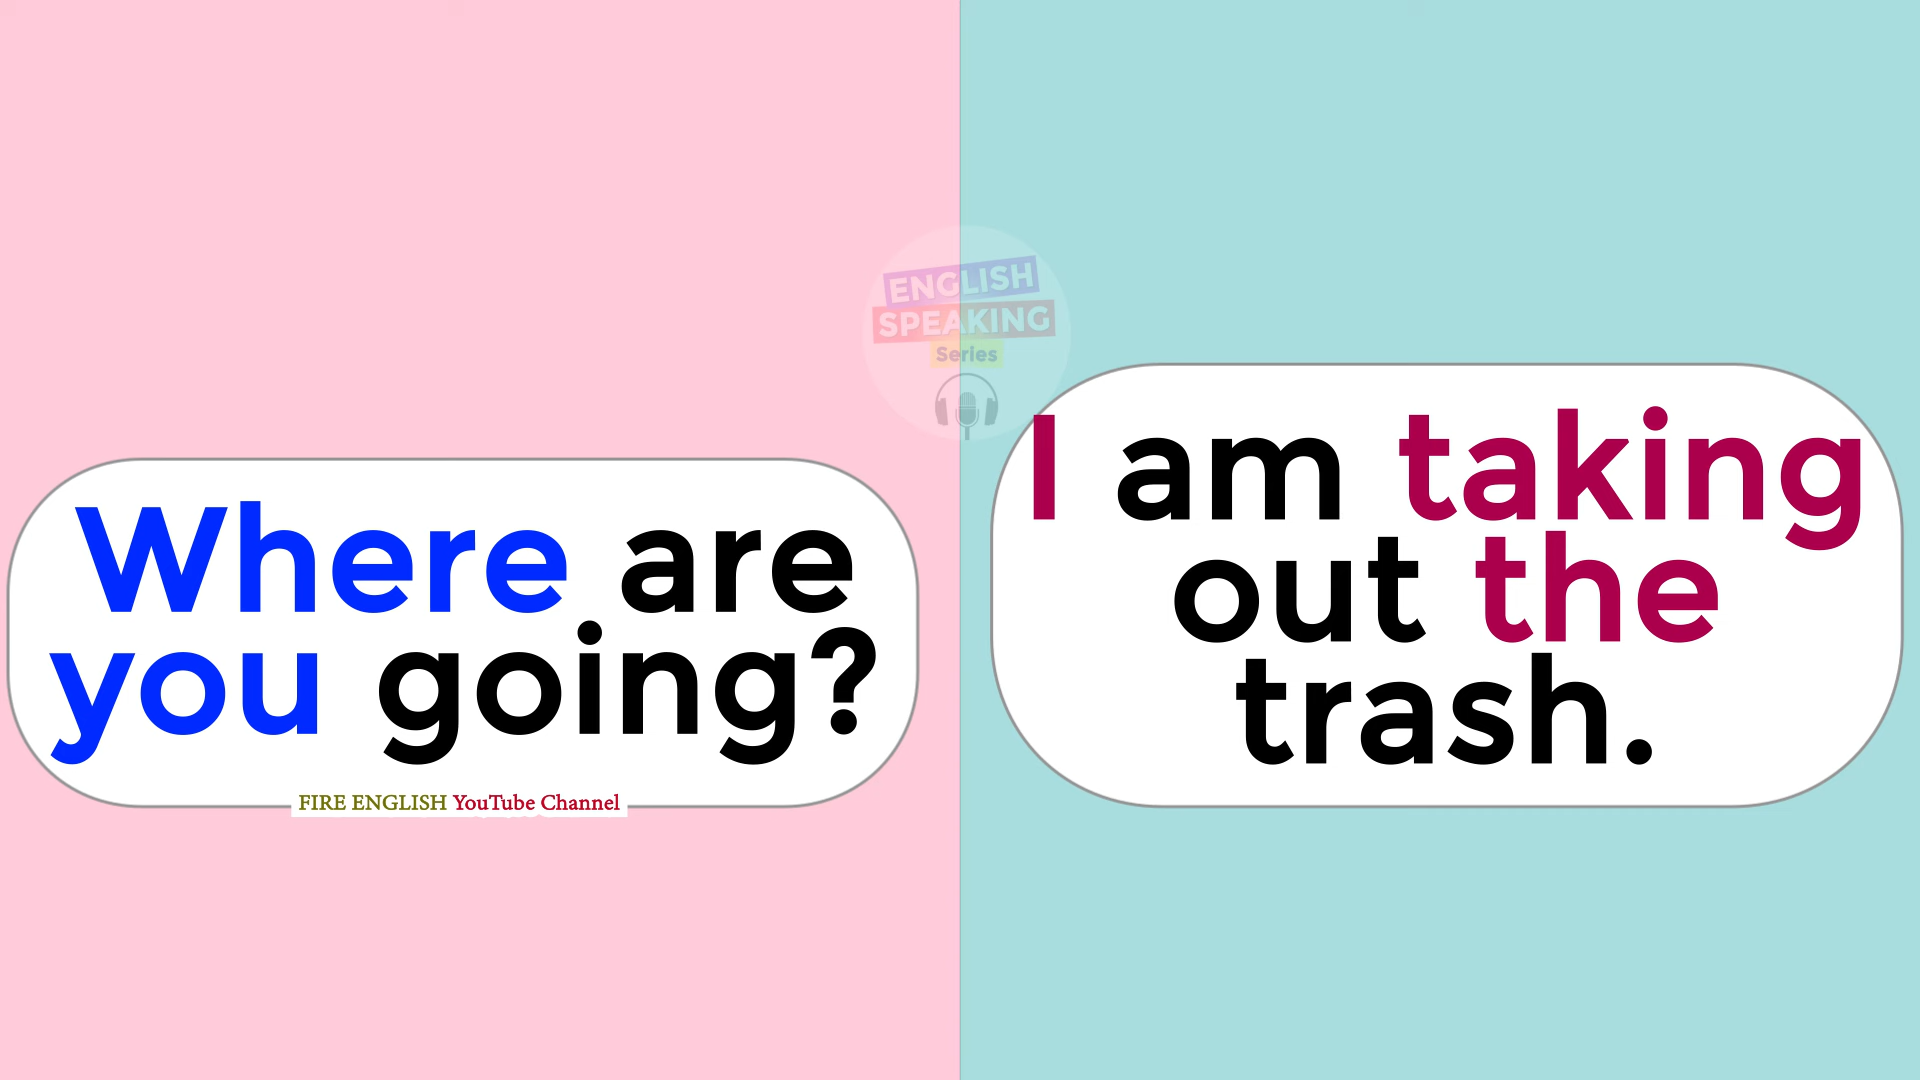 Where are
you going?
FIRE ENGLISH YouTube Channel
ENGLISH
SPEAKING
Series
I am taking
out the
trash.